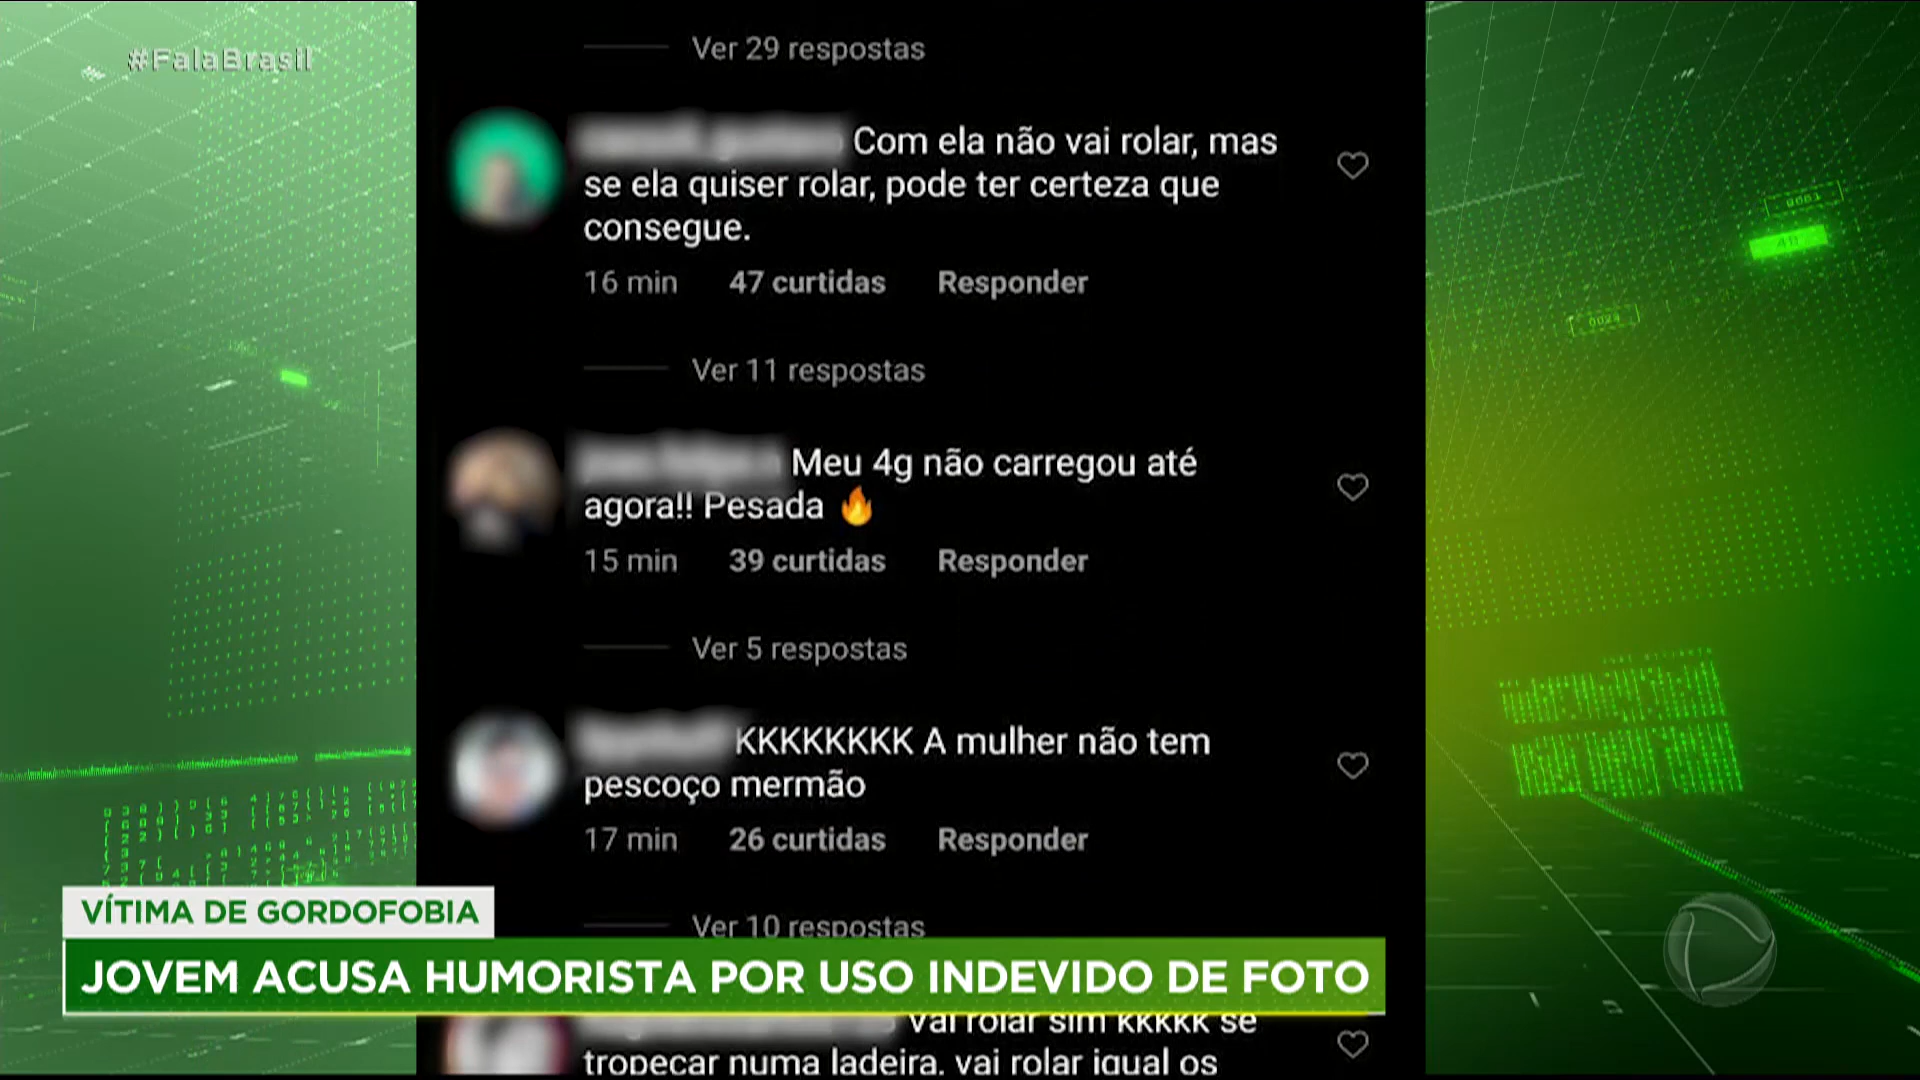 #FalaBrasil
Ver 29 respostas
Com ela não vai rolar, mas
se ela quiser rolar, pode ter certeza que
consegue.
16 min 47 curtidas Responder
Ver 11 respostas
Meu 4g não carregou até
agora!! Pesada 🔥
15 min 39 curtidas Responder
Ver 5 respostas
KKKKKKKK A mulher não tem
pescoço mermão
17 min 26 curtidas Responder
Ver 10 respostas
VÍTIMA DE GORDOFOBIA
JOVEM ACUSA HUMORISTA POR USO INDEVIDO DE FOTO
Vai rolar sim kkkkk se
tropeçar numa ladeira, vai rolar igual os